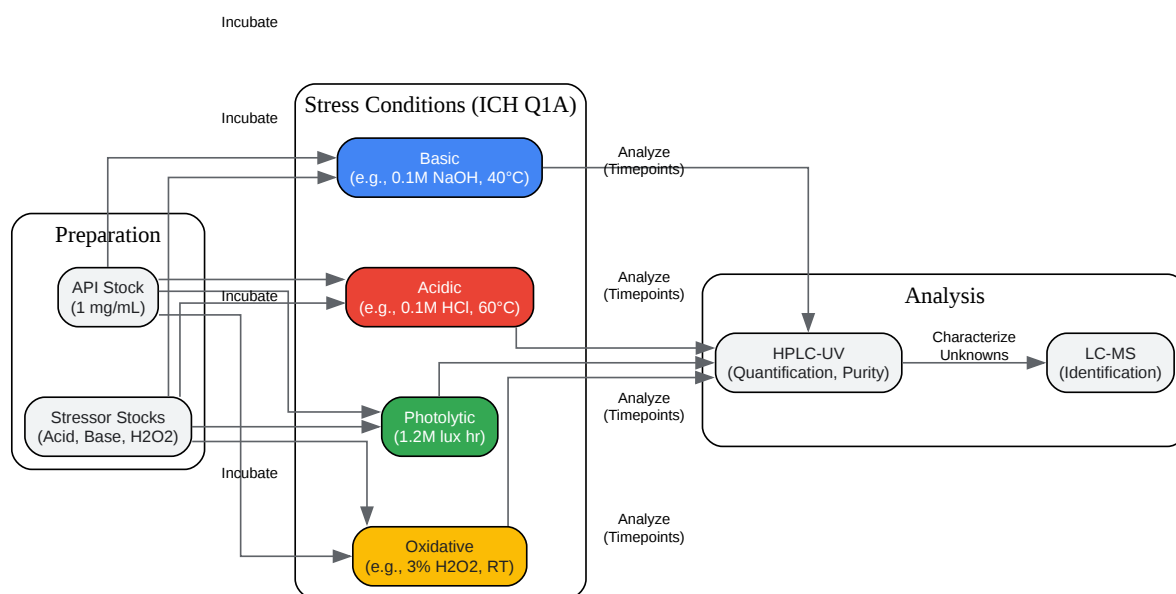 Incubate
Stress Conditions (ICH Q1A)
Incubate
Basic
(e.g., 0.1M NaOH, 40°C)
Analyze
(Timepoints)
Preparation
API Stock
(1 mg/mL)
Incubate
Acidic
(e.g., 0.1M HCl, 60°C)
Analyze
(Timepoints)
Analysis
HPLC-UV
(Quantification, Purity)
Characterize
Unknowns
LC-MS
(Identification)
Stressor Stocks
(Acid, Base, H2O2)
Photolytic
(1.2M lux hr)
Analyze
(Timepoints)
Incubate
Oxidative
(e.g., 3% H2O2, RT)
Analyze
(Timepoints)